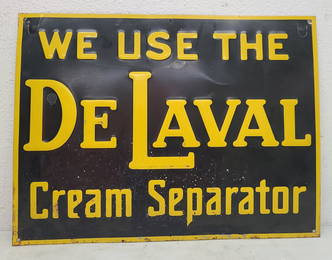 WE USE THE
DE LAVAL
Cream Separator